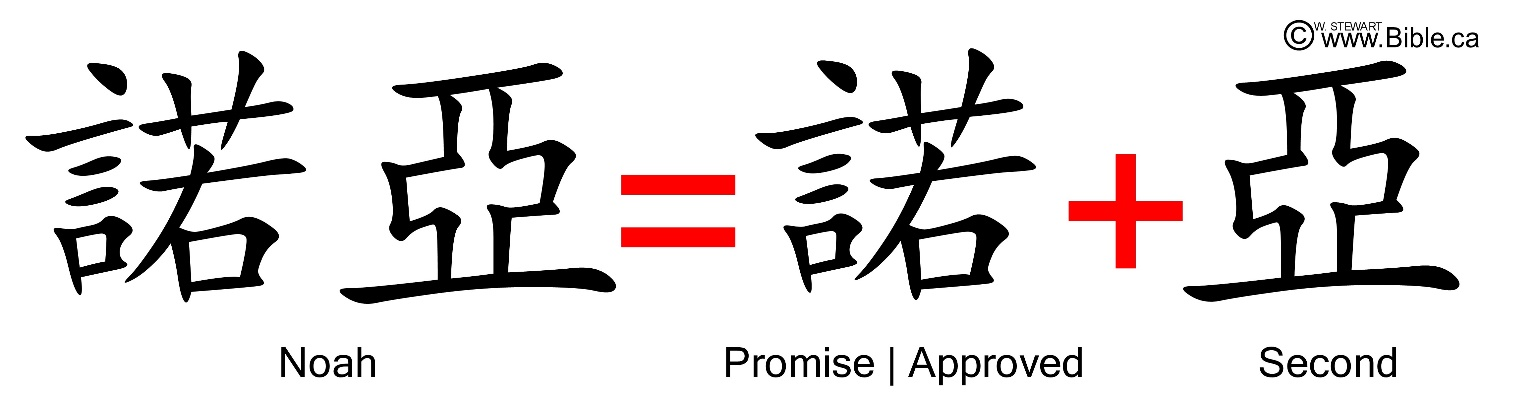 © W. STEWART
www.Bible.ca
諾亞=諾+亞
Noah Promise | Approved Second